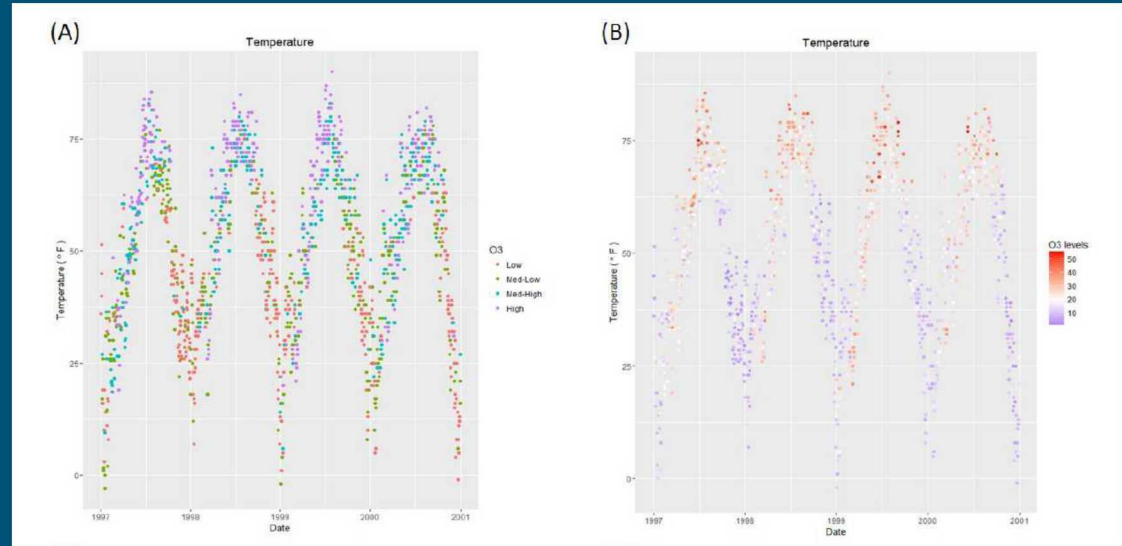 (A)
Temperature
Temperature ( ° F )
75-
50-
25-
0-
1997 1998 1999 2000 2001
Date
O3
Low
Med-Low
Med-High
High
(B)
Temperature
Temperature ( ° F )
75-
50-
25-
0-
1997 1998 1999 2000 2001
Date
O3 levels
50
40
30
20
10